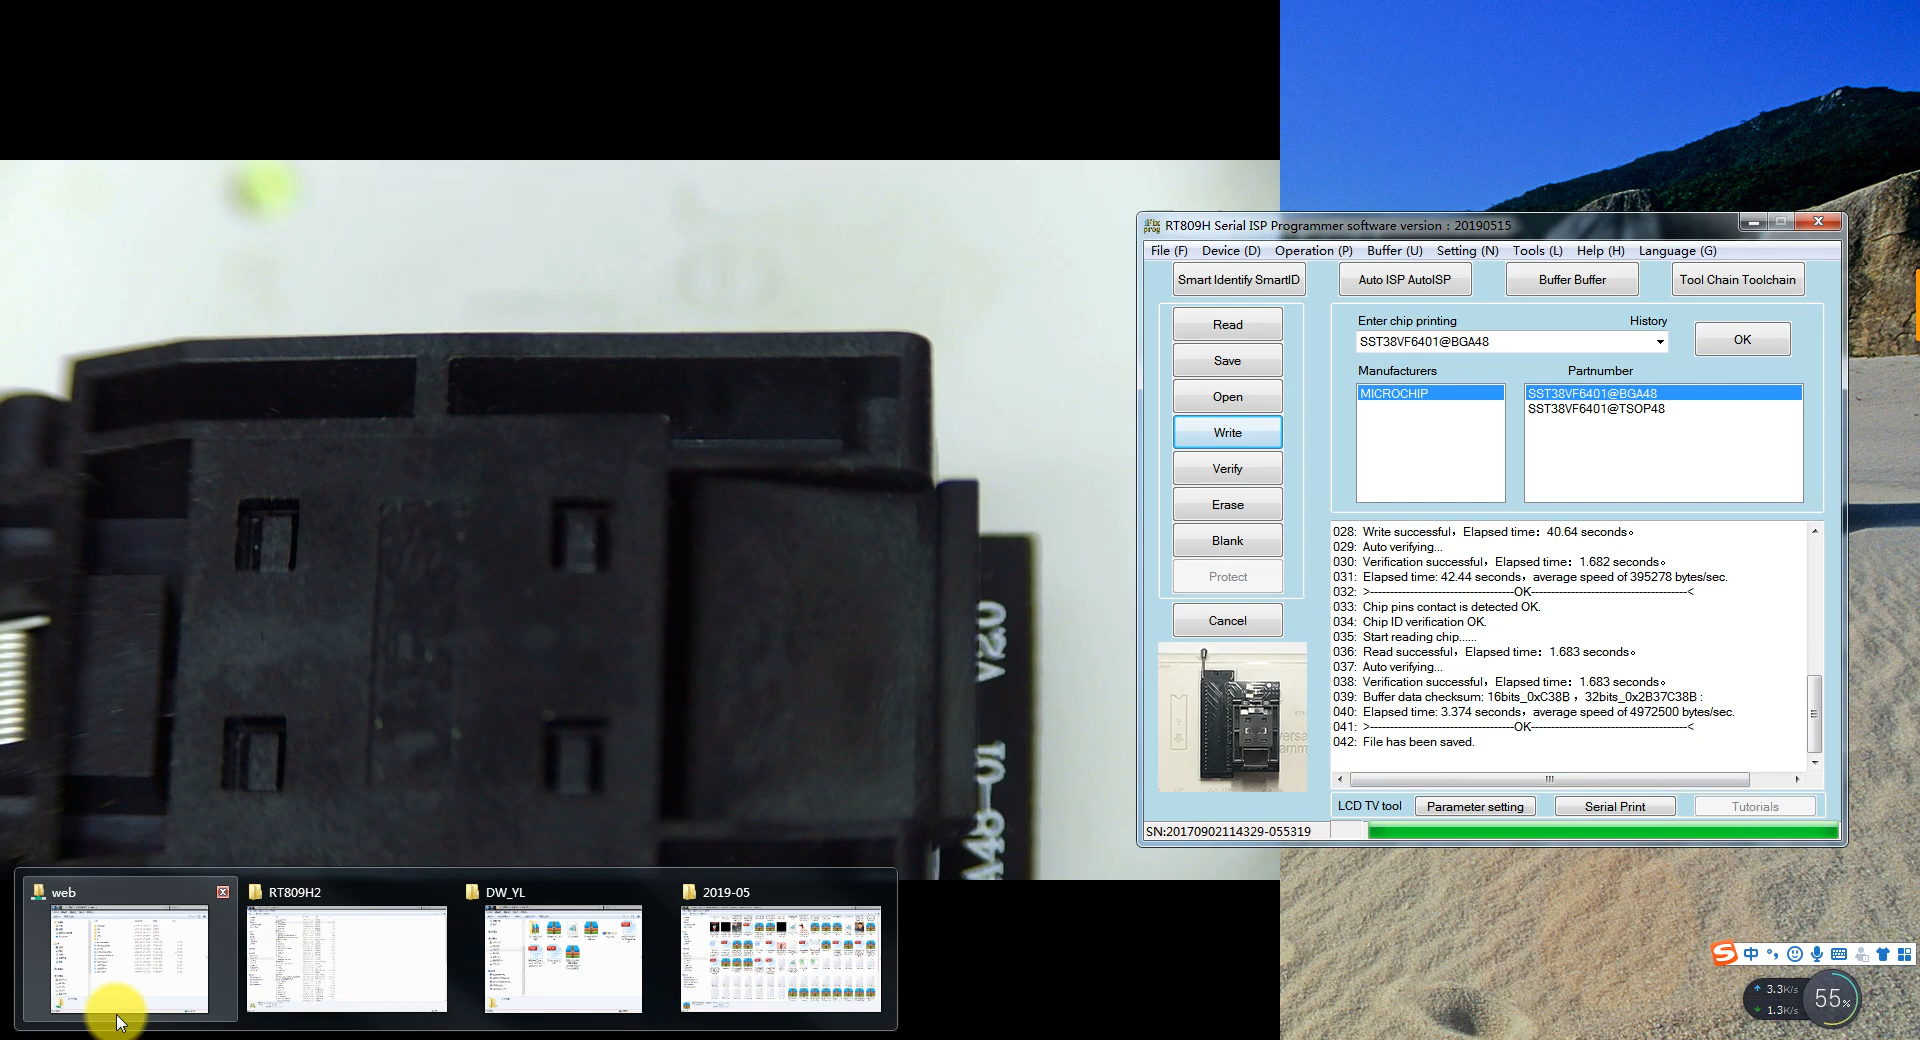 RT809H Serial ISP Programmer software version：20190515
File (F) Device (D) Operation (P) Buffer (U) Setting (N) Tools (L) Help (H) Language (G)
Smart Identify SmartID Auto ISP AutoISP Buffer Buffer Tool Chain Toolchain
Read
Save
Open
Write
Verify
Erase
Blank
Protect
Cancel
Enter chip printing History
SST38VF6401@BGA48
OK
Manufacturers Partnumber
MICROCHIP
SST38VF6401@BGA48
SST38VF6401@TSOP48
028: Write successful，Elapsed time：40.64 seconds。
029: Auto verifying...
030: Verification successful，Elapsed time：1.682 seconds。
031: Elapsed time: 42.44 seconds，average speed of 395278 bytes/sec.
032: >-----------------------------------OK--------------------------------------<
033: Chip pins contact is detected OK.
034: Chip ID verification OK.
035: Start reading chip......
036: Read successful，Elapsed time：1.683 seconds。
037: Auto verifying...
038: Verification successful，Elapsed time：1.683 seconds。
039: Buffer data checksum: 16bits_0xC38B，32bits_0x2B37C38B :
040: Elapsed time: 3.374 seconds，average speed of 4972500 bytes/sec.
041: >-----------------------------------OK--------------------------------------<
042: File has been saved.
LCD TV tool Parameter setting Serial Print Tutorials
SN:20170902114329-055319
V2.0
A48-01
web
RT809H2
DW_YL
2019-05
中
3.3K/s
1.3K/s
55%